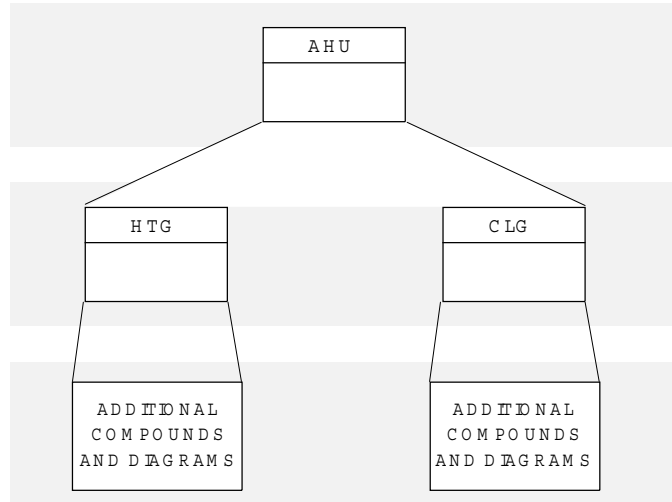 AHU
HTG
CLG
ADDITIONAL
COMPOUNDS
AND DIAGRAMS
ADDITIONAL
COMPOUNDS
AND DIAGRAMS